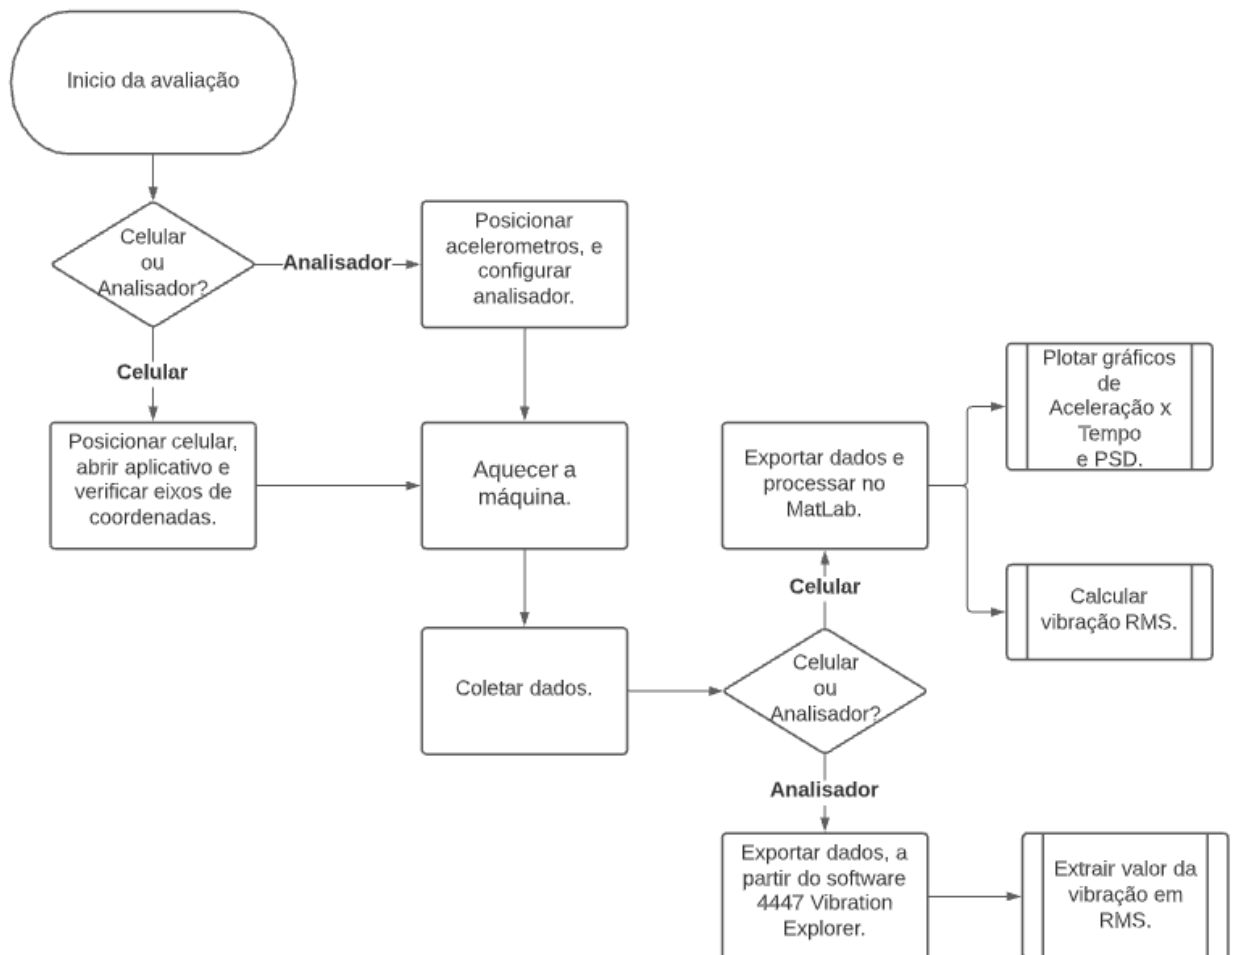 Inicio da avaliação
Celular
ou
Analisador?
Analisador
Posicionar
acelerometros, e
configurar
analisador.
Celular
Posicionar celular,
abrir aplicativo e
verificar eixos de
coordenadas.
Aquecer a
máquina.
Coletar dados.
Celular
ou
Analisador?
Celular
Exportar dados e
processar no
MatLab.
Plotar gráficos
de
Aceleração x
Tempo
e PSD.
Calcular
vibração RMS.
Analisador
Exportar dados, a
partir do software
4447 Vibration
Explorer.
Extrair valor da
vibração em
RMS.